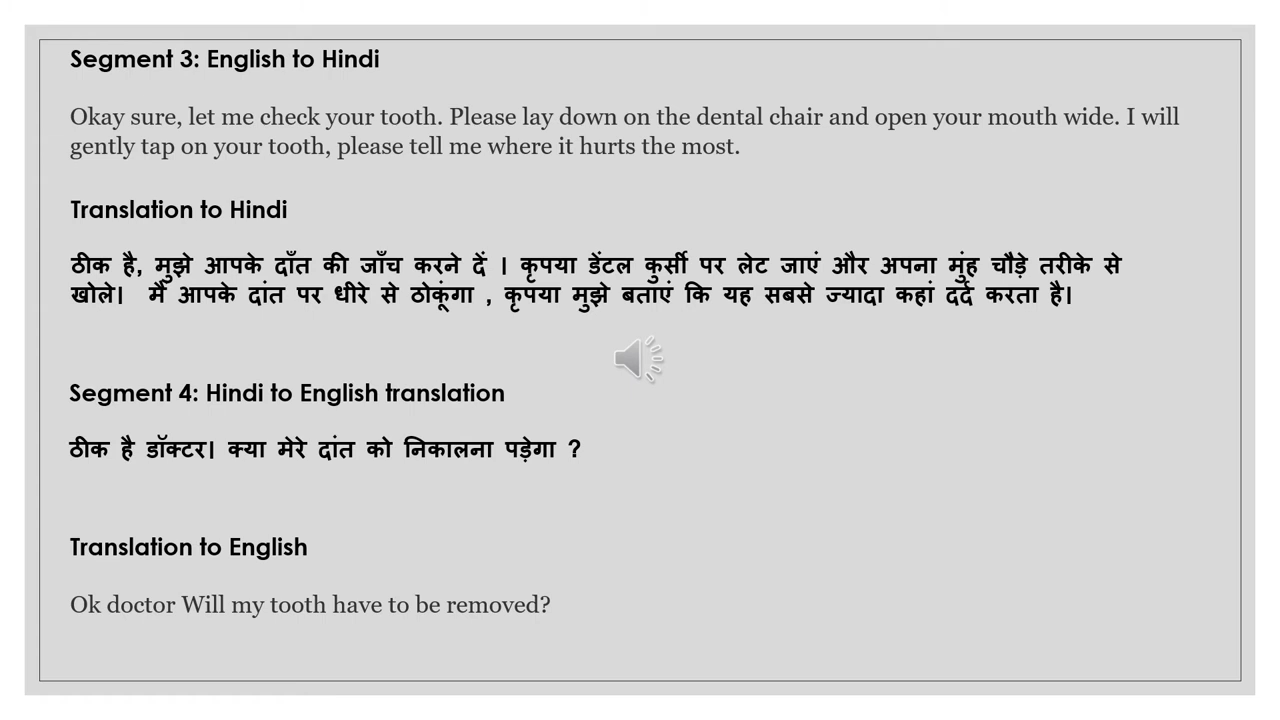 Segment 3: English to Hindi
Okay sure, let me check your tooth. Please lay down on the dental chair and open your mouth wide. I will
gently tap on your tooth, please tell me where it hurts the most.
Translation to Hindi
ठीक है, मुझे आपके दाँत की जाँच करने दें । कृपया डेंटल कुर्सी पर लेट जाएं और अपना मुंह चौड़े तरीके से
खोले। मैं आपके दांत पर धीरे से ठोकूंगा , कृपया मुझे बताएं कि यह सबसे ज्यादा कहां दर्द करता है।
Segment 4: Hindi to English translation
ठीक है डॉक्टर। क्या मेरे दांत को निकालना पड़ेगा ?
Translation to English
Ok doctor Will my tooth have to be removed?